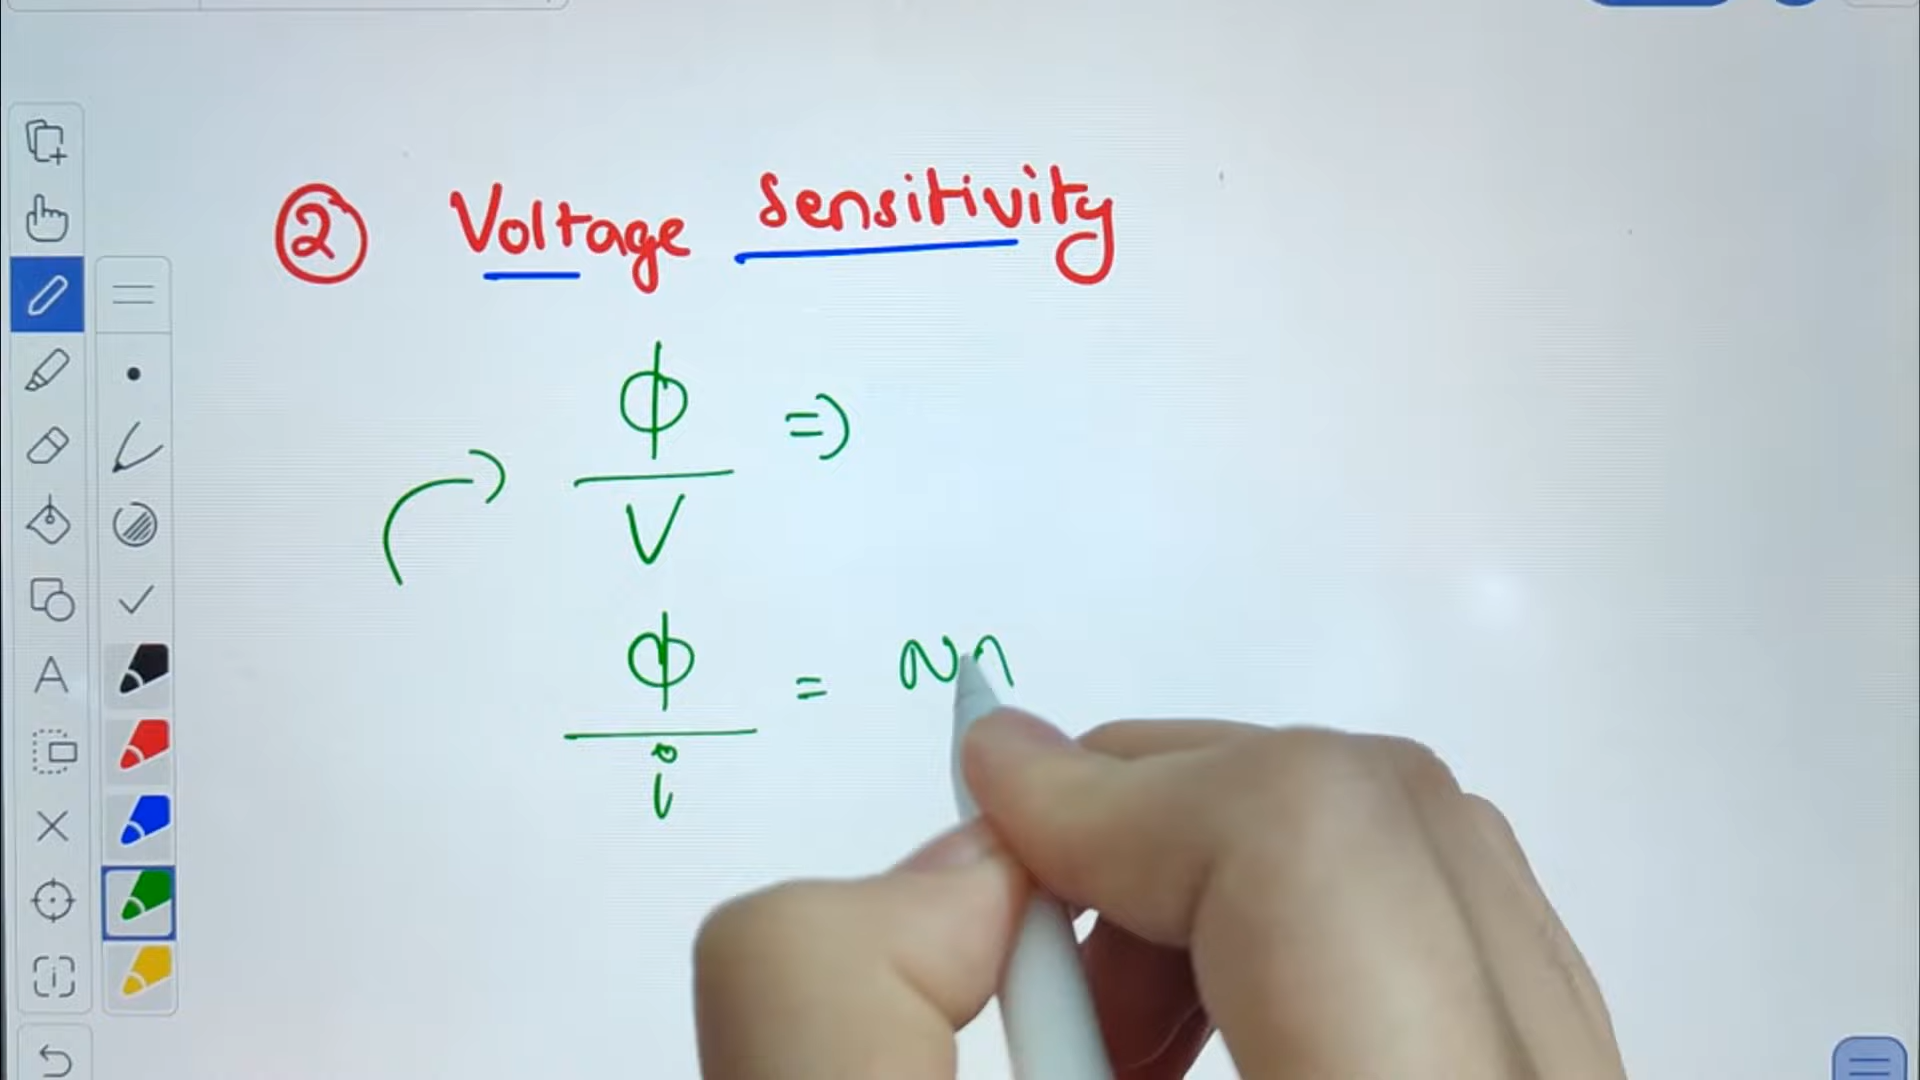 ② Voltage Sensitivity
ϕ/V =>
ϕ/i = N